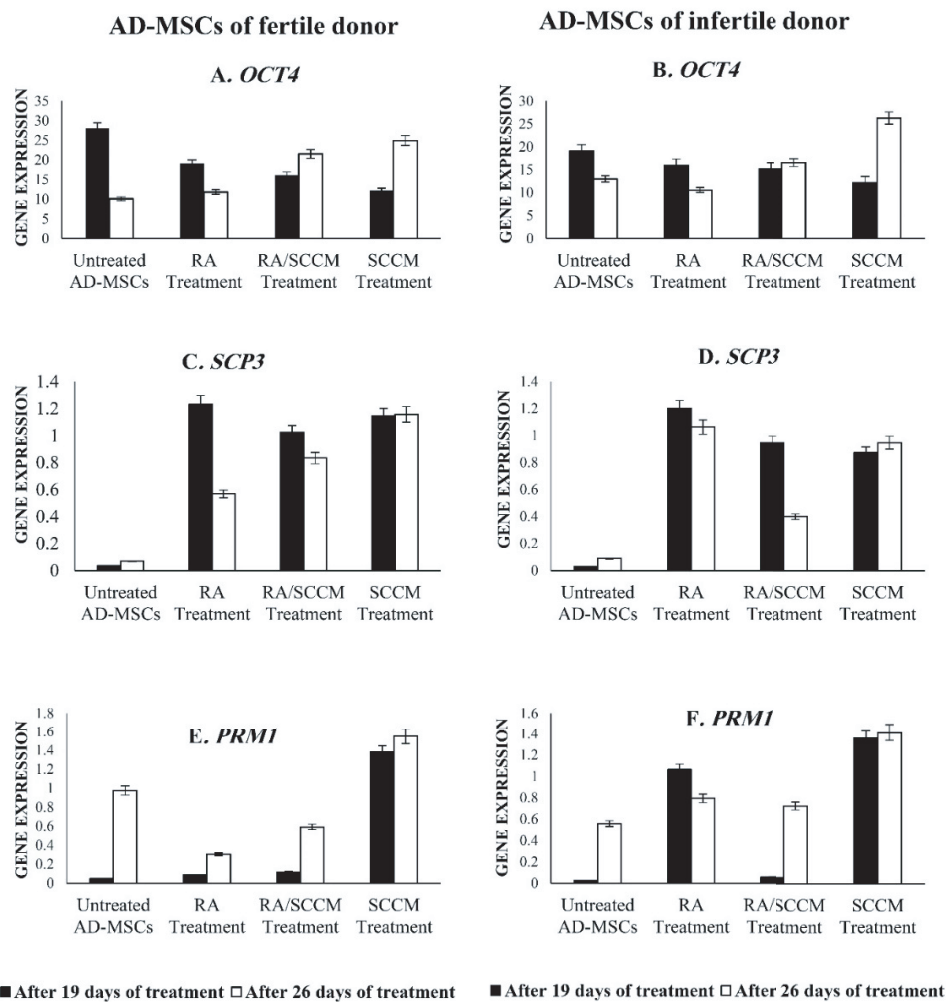 AD-MSCs of fertile donor
AD-MSCs of infertile donor
A. OCT4
GENE EXPRESSION
35
30
25
20
15
10
5
0
Untreated AD-MSCs
RA Treatment
RA/SCCM Treatment
SCCM Treatment
B. OCT4
GENE EXPRESSION
30
25
20
15
10
5
0
Untreated AD-MSCs
RA Treatment
RA/SCCM Treatment
SCCM Treatment
C. SCP3
GENE EXPRESSION
1.4
1.2
1
0.8
0.6
0.4
0.2
0
Untreated AD-MSCs
RA Treatment
RA/SCCM Treatment
SCCM Treatment
D. SCP3
GENE EXPRESSION
1.4
1.2
1
0.8
0.6
0.4
0.2
0
Untreated AD-MSCs
RA Treatment
RA/SCCM Treatment
SCCM Treatment
E. PRM1
GENE EXPRESSION
1.8
1.6
1.4
1.2
1
0.8
0.6
0.4
0.2
0
Untreated AD-MSCs
RA Treatment
RA/SCCM Treatment
SCCM Treatment
F. PRM1
GENE EXPRESSION
1.6
1.4
1.2
1
0.8
0.6
0.4
0.2
0
Untreated AD-MSCs
RA Treatment
RA/SCCM Treatment
SCCM Treatment
After 19 days of treatment After 26 days of treatment
After 19 days of treatment After 26 days of treatment